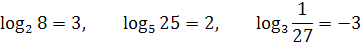 log₂ 8 = 3, log₅ 25 = 2, log₃ 1/27 = −3